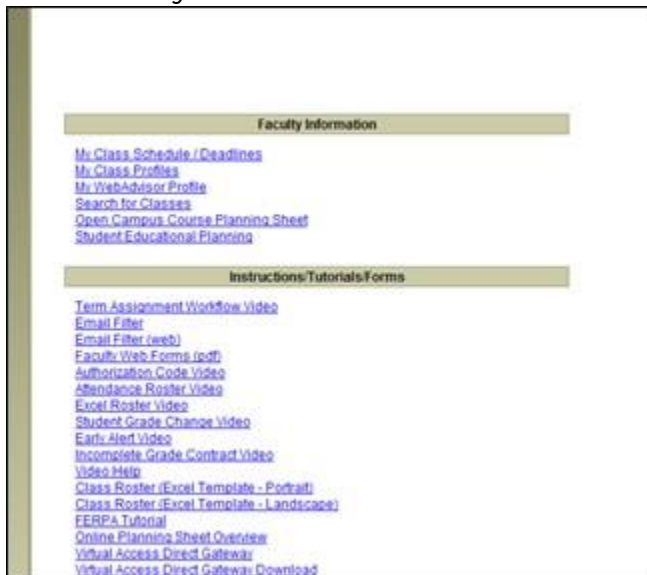 Faculty Information
My Class Schedule / Deadlines
My Class Profiles
My WebAdvisor Profile
Search for Classes
Open Campus Course Planning Sheet
Student Educational Planning
Instructions/Tutorials/Forms
Term Assignment Workflow Video
Email Filter
Email Filter (web)
Faculty Web Forms (pdf)
Authorization Code Video
Attendance Roster Video
Excel Roster Video
Student Grade Change Video
Early Alert Video
Incomplete Grade Contract Video
Video Help
Class Roster (Excel Template - Portrait)
Class Roster (Excel Template - Landscape)
FERPA Tutorial
Online Planning Sheet Overview
Virtual Access Direct Gateway
Virtual Access Direct Gateway Download